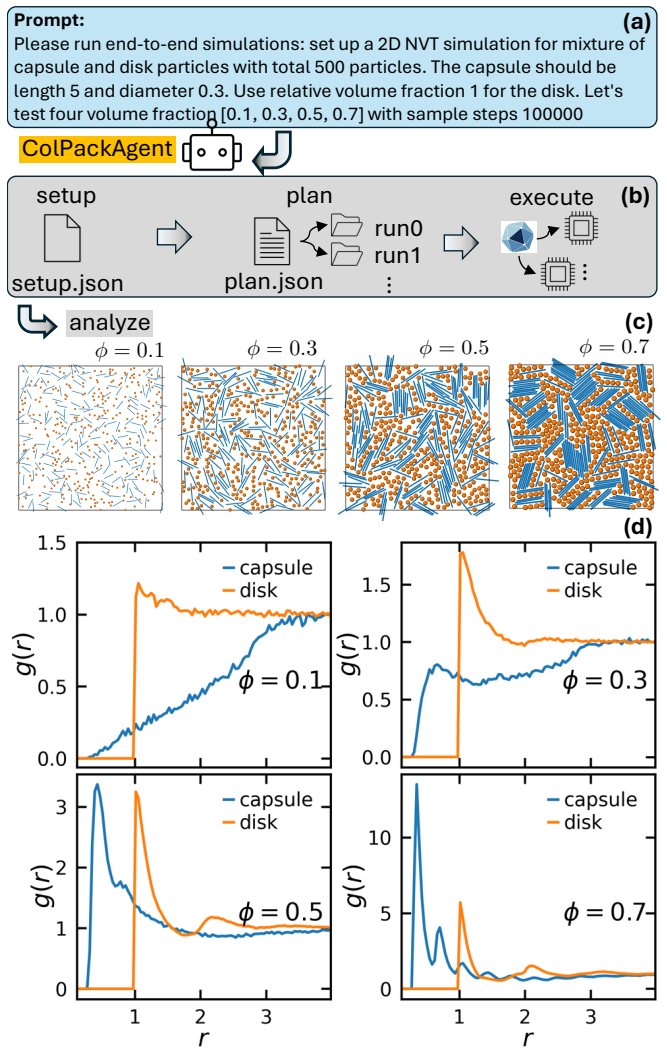 Prompt:
(a)
Please run end-to-end simulations: set up a 2D NVT simulation for mixture of
capsule and disk particles with total 500 particles. The capsule should be
length 5 and diameter 0.3. Use relative volume fraction 1 for the disk. Let's
test four volume fraction [0.1, 0.3, 0.5, 0.7] with sample steps 100000
ColPackAgent
(b)
setup
plan
execute
run0
run1
⋮
setup.json
plan.json
⋮
analyze
(c)
ϕ = 0.1
ϕ = 0.3
ϕ = 0.5
ϕ = 0.7
(d)
1.5
1.0
0.5
0.0
g(r)
capsule
disk
ϕ = 0.1
1.5
1.0
0.5
0.0
g(r)
capsule
disk
ϕ = 0.3
3
2
1
0
g(r)
capsule
disk
ϕ = 0.5
1
2
3
r
10
5
0
g(r)
capsule
disk
ϕ = 0.7
1
2
3
r